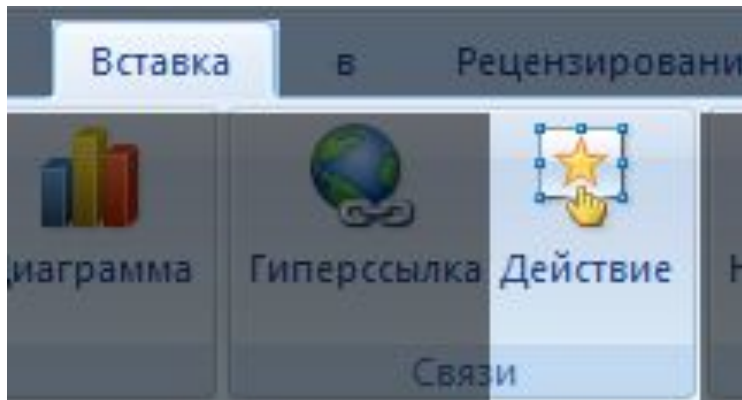 Вставка в Рецензировани
иаграмма Гиперссылка Действие Н
Связи